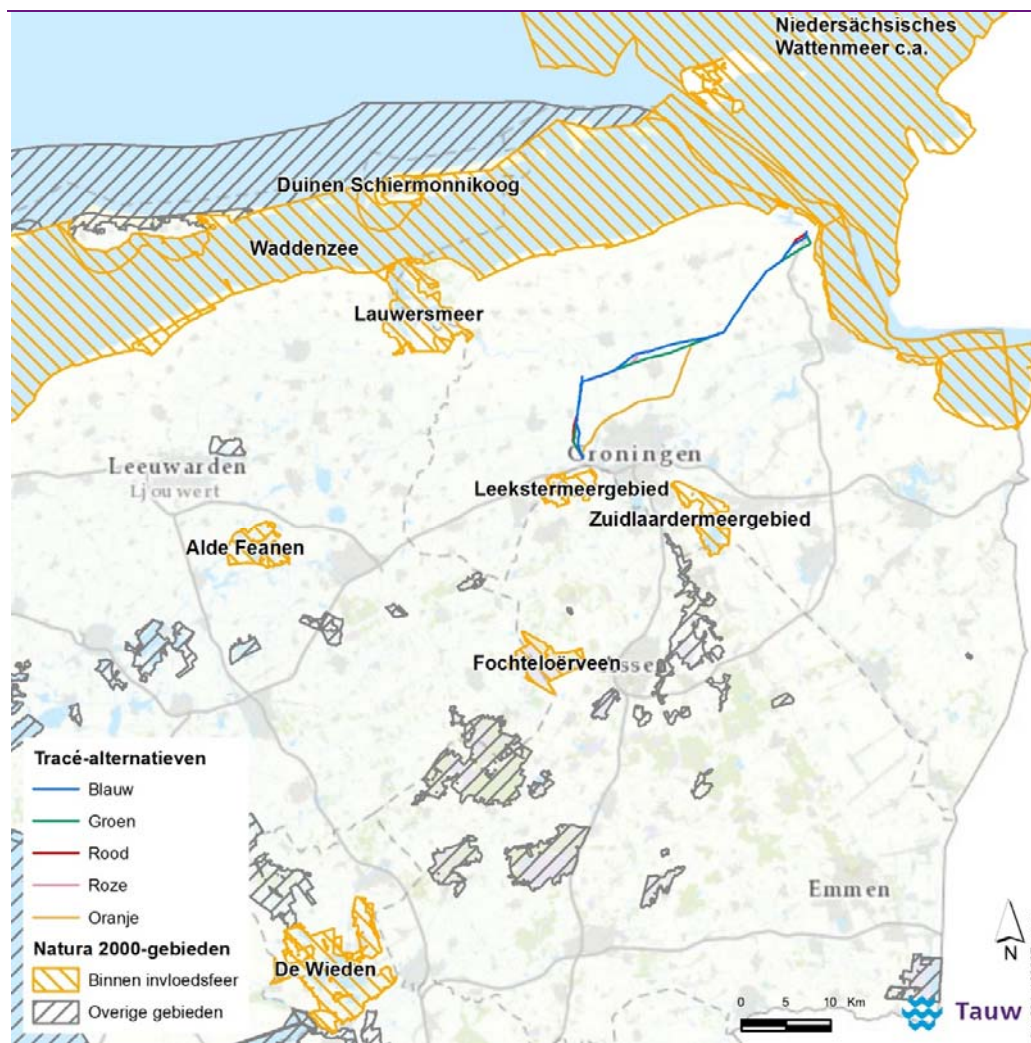 Niedersächsisches
Wattenmeer c.a.
Duinen Schiermonnikoog
Waddenzee
Lauwersmeer
Leeuwarden
Ljouwert
Groningen
Leekstermeergebied
Zuidlaardermeergebied
Alde Feanen
Fochteloërveen
Emmen
De Wieden
Tracé-alternatieven
Blauw
Groen
Rood
Roze
Oranje
Natura 2000-gebieden
Binnen invloedsfeer
Overige gebieden
N
0 5 10 Km
Tauw